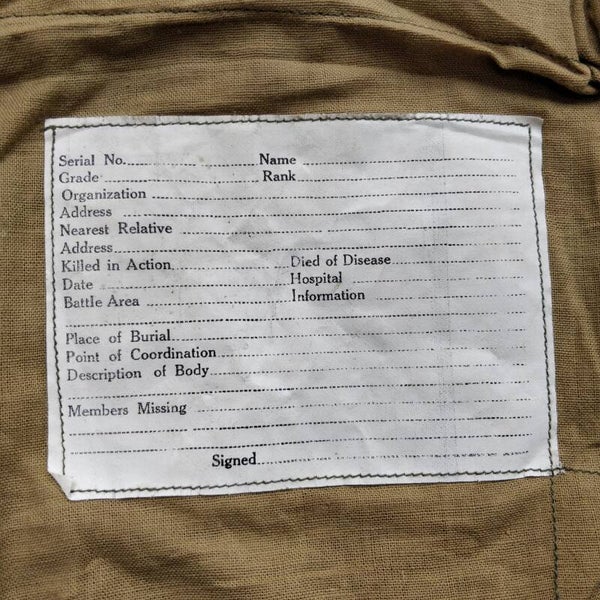 Serial No. Name
Grade Rank
Organization
Address
Nearest Relative
Address
Killed in Action Died of Disease
Date Hospital
Battle Area Information
Place of Burial
Point of Coordination
Description of Body
Members Missing
Signed